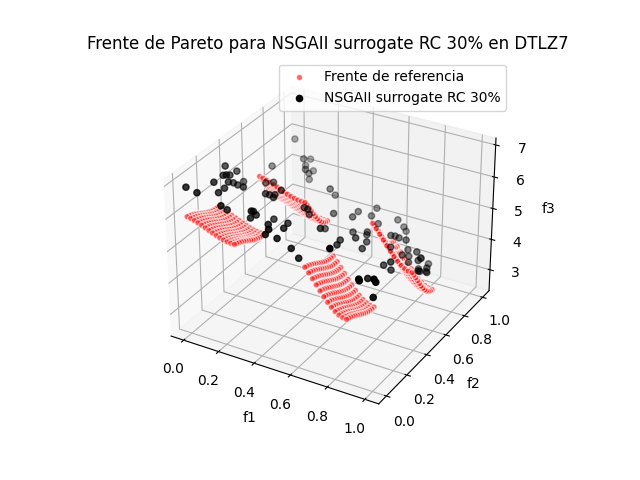 Frente de Pareto para NSGAII surrogate RC 30% en DTLZ7
Frente de referencia
NSGAII surrogate RC 30%
7
6
5
4
3
f3
0.0
0.2
0.4
0.6
0.8
1.0
f1
0.0
0.2
0.4
0.6
0.8
1.0
f2